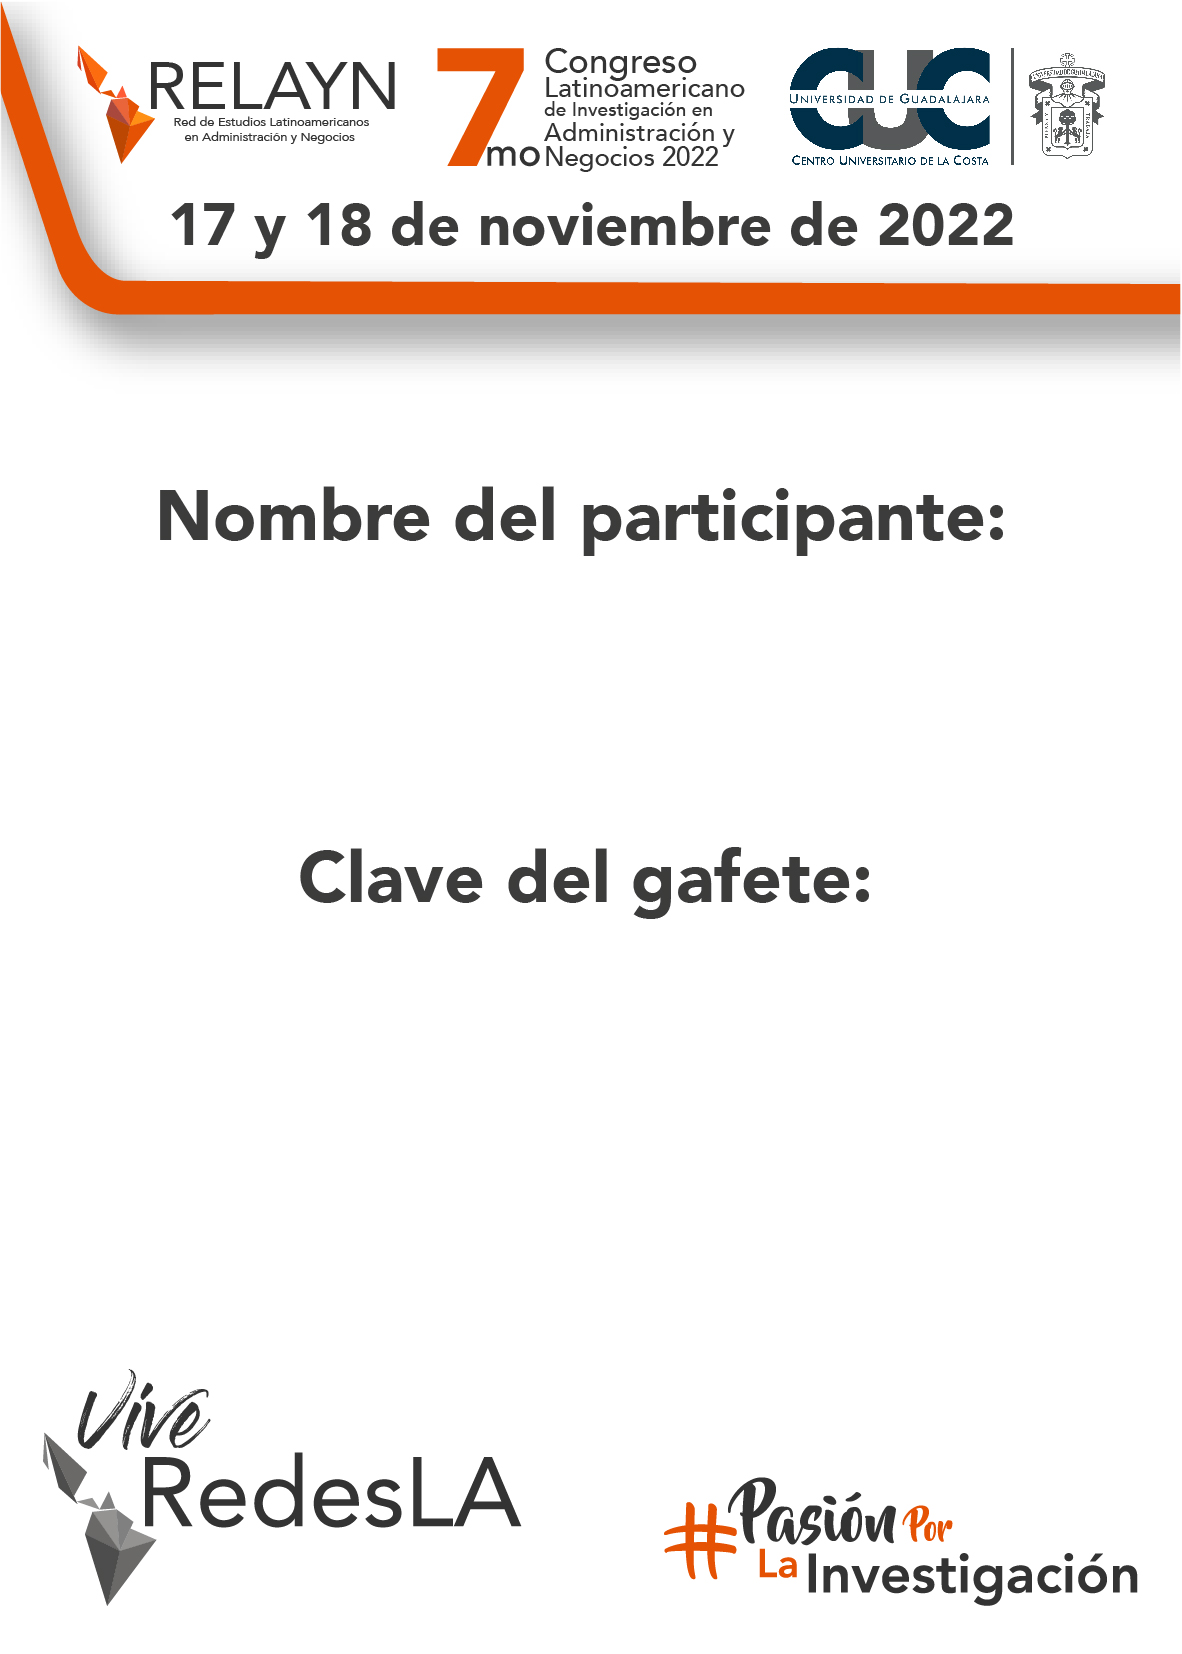 RELAYN
Red de Estudios Latinoamericanos
en Administración y Negocios
7mo
Congreso
Latinoamericano
de Investigación en
Administración y
Negocios 2022
CUC
UNIVERSIDAD DE GUADALAJARA
CENTRO UNIVERSITARIO DE LA COSTA
17 y 18 de noviembre de 2022
Nombre del participante:
Clave del gafete:
Vive
RedesLA
#Pasión Por
La Investigación